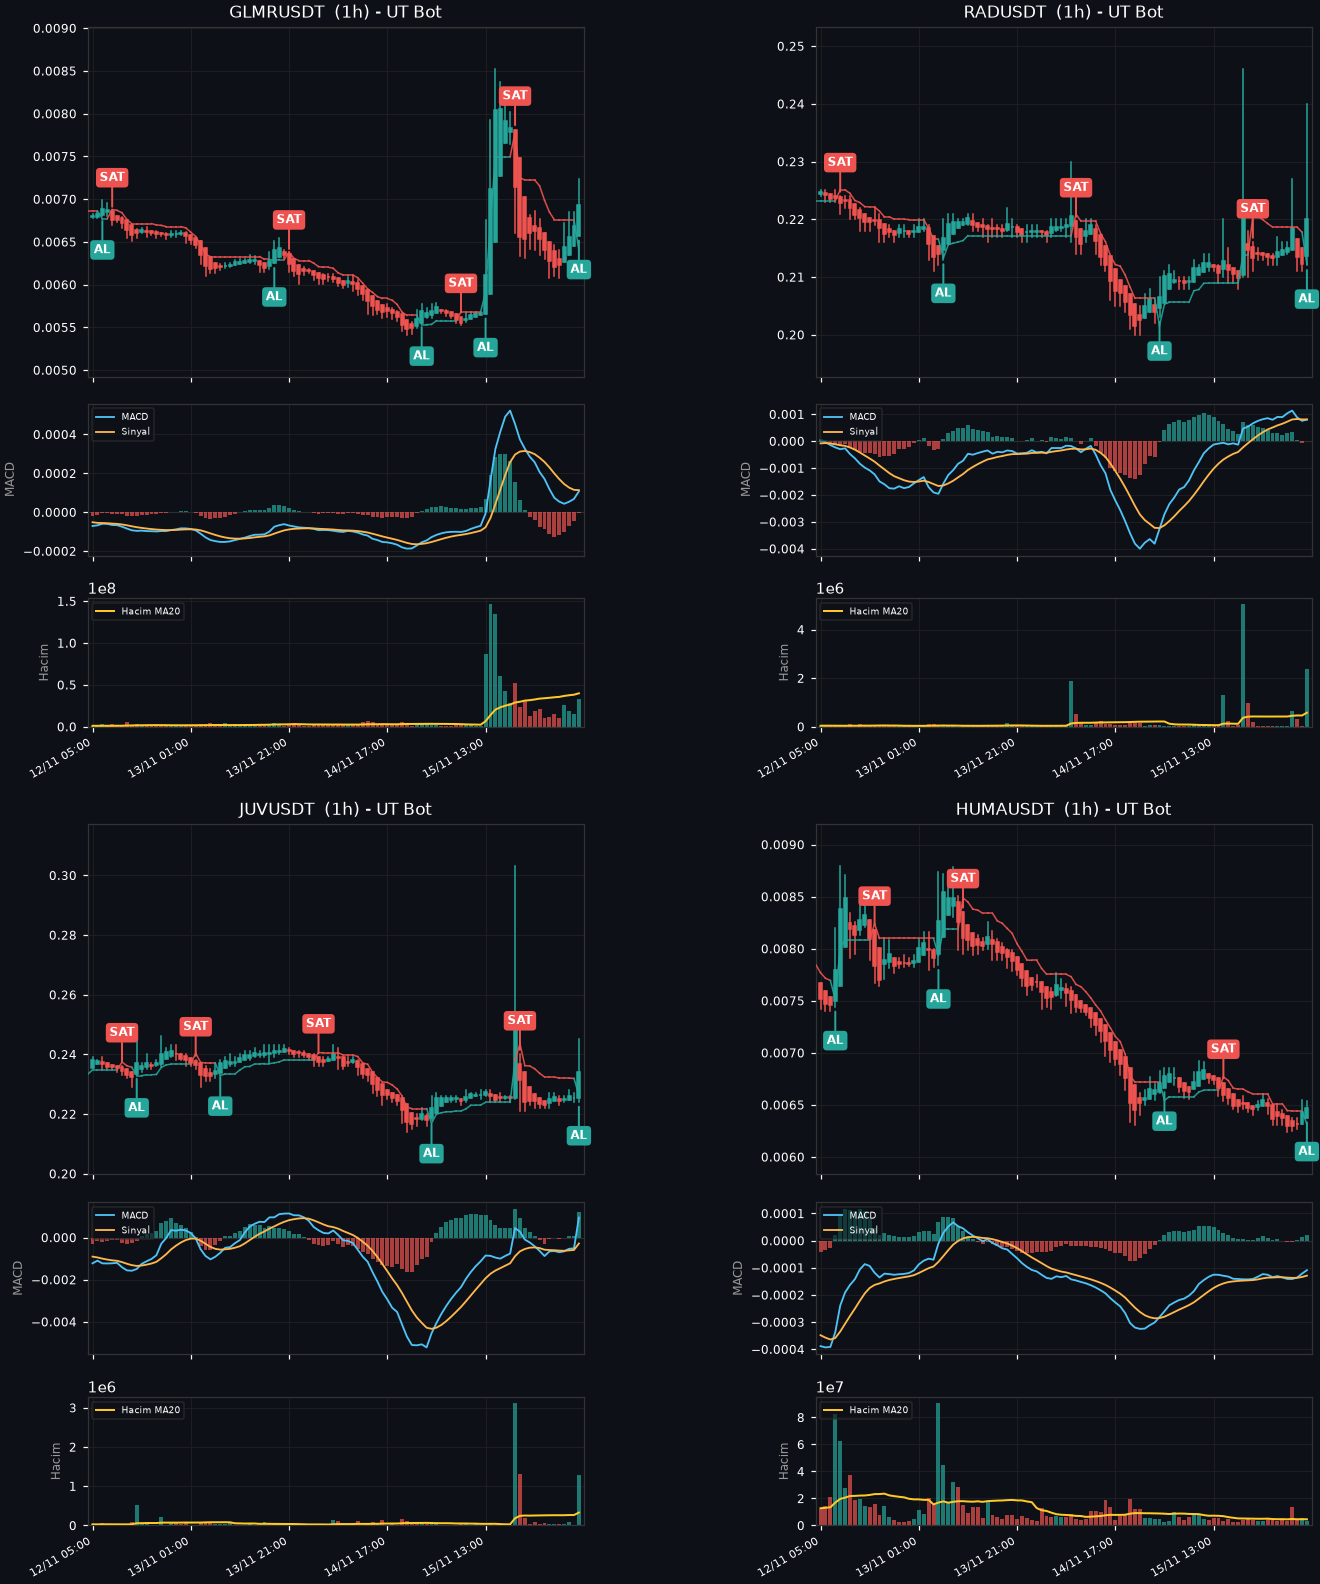 GLMRUSDT (1h) - UT Bot
0.0090
0.0085
0.0080
0.0075
0.0070
0.0065
0.0060
0.0055
0.0050
SAT
AL
SAT
AL
AL
SAT
AL
SAT
AL
MACD
Sinyal
0.0004
0.0002
0.0000
−0.0002
MACD
1e8
Hacim MA20
1.5
1.0
0.5
0.0
Hacim
12/11 05:00
13/11 01:00
13/11 21:00
14/11 17:00
15/11 13:00
RADUSDT (1h) - UT Bot
0.25
0.24
0.23
0.22
0.21
0.20
SAT
AL
SAT
AL
SAT
AL
MACD
Sinyal
0.001
0.000
−0.001
−0.002
−0.003
−0.004
MACD
1e6
Hacim MA20
4
2
0
Hacim
12/11 05:00
13/11 01:00
13/11 21:00
14/11 17:00
15/11 13:00
JUVUSDT (1h) - UT Bot
0.30
0.28
0.26
0.24
0.22
0.20
SAT
AL
SAT
AL
SAT
AL
SAT
AL
MACD
Sinyal
0.000
−0.002
−0.004
MACD
1e6
Hacim MA20
3
2
1
0
Hacim
12/11 05:00
13/11 01:00
13/11 21:00
14/11 17:00
15/11 13:00
HUMAUSDT (1h) - UT Bot
0.0090
0.0085
0.0080
0.0075
0.0070
0.0065
0.0060
AL
SAT
AL
SAT
AL
SAT
AL
MACD
Sinyal
0.0001
0.0000
−0.0001
−0.0002
−0.0003
−0.0004
MACD
1e7
Hacim MA20
8
6
4
2
0
Hacim
12/11 05:00
13/11 01:00
13/11 21:00
14/11 17:00
15/11 13:00